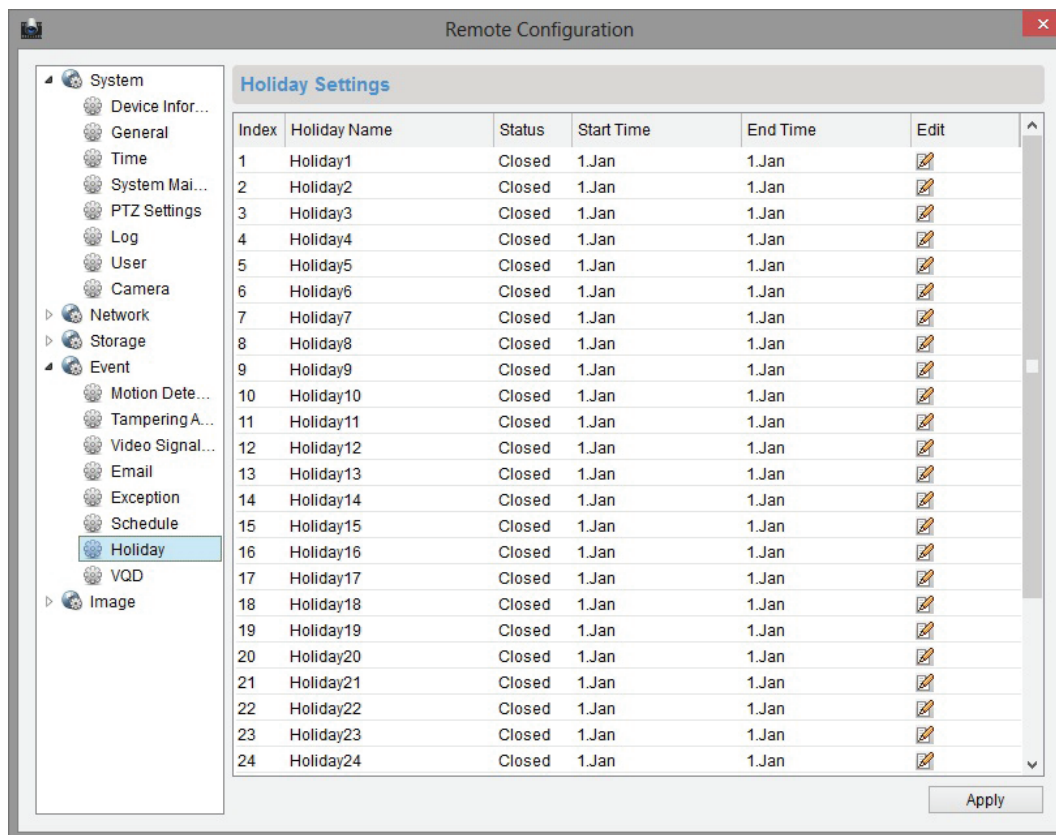 Remote Configuration
System
Device Infor...
General
Time
System Mai...
PTZ Settings
Log
User
Camera
Network
Storage
Event
Motion Dete...
Tampering A...
Video Signal...
Email
Exception
Schedule
Holiday
VQD
Image
Holiday Settings
Index Holiday Name Status Start Time End Time Edit
1 Holiday1 Closed 1.Jan 1.Jan
2 Holiday2 Closed 1.Jan 1.Jan
3 Holiday3 Closed 1.Jan 1.Jan
4 Holiday4 Closed 1.Jan 1.Jan
5 Holiday5 Closed 1.Jan 1.Jan
6 Holiday6 Closed 1.Jan 1.Jan
7 Holiday7 Closed 1.Jan 1.Jan
8 Holiday8 Closed 1.Jan 1.Jan
9 Holiday9 Closed 1.Jan 1.Jan
10 Holiday10 Closed 1.Jan 1.Jan
11 Holiday11 Closed 1.Jan 1.Jan
12 Holiday12 Closed 1.Jan 1.Jan
13 Holiday13 Closed 1.Jan 1.Jan
14 Holiday14 Closed 1.Jan 1.Jan
15 Holiday15 Closed 1.Jan 1.Jan
16 Holiday16 Closed 1.Jan 1.Jan
17 Holiday17 Closed 1.Jan 1.Jan
18 Holiday18 Closed 1.Jan 1.Jan
19 Holiday19 Closed 1.Jan 1.Jan
20 Holiday20 Closed 1.Jan 1.Jan
21 Holiday21 Closed 1.Jan 1.Jan
22 Holiday22 Closed 1.Jan 1.Jan
23 Holiday23 Closed 1.Jan 1.Jan
24 Holiday24 Closed 1.Jan 1.Jan
Apply